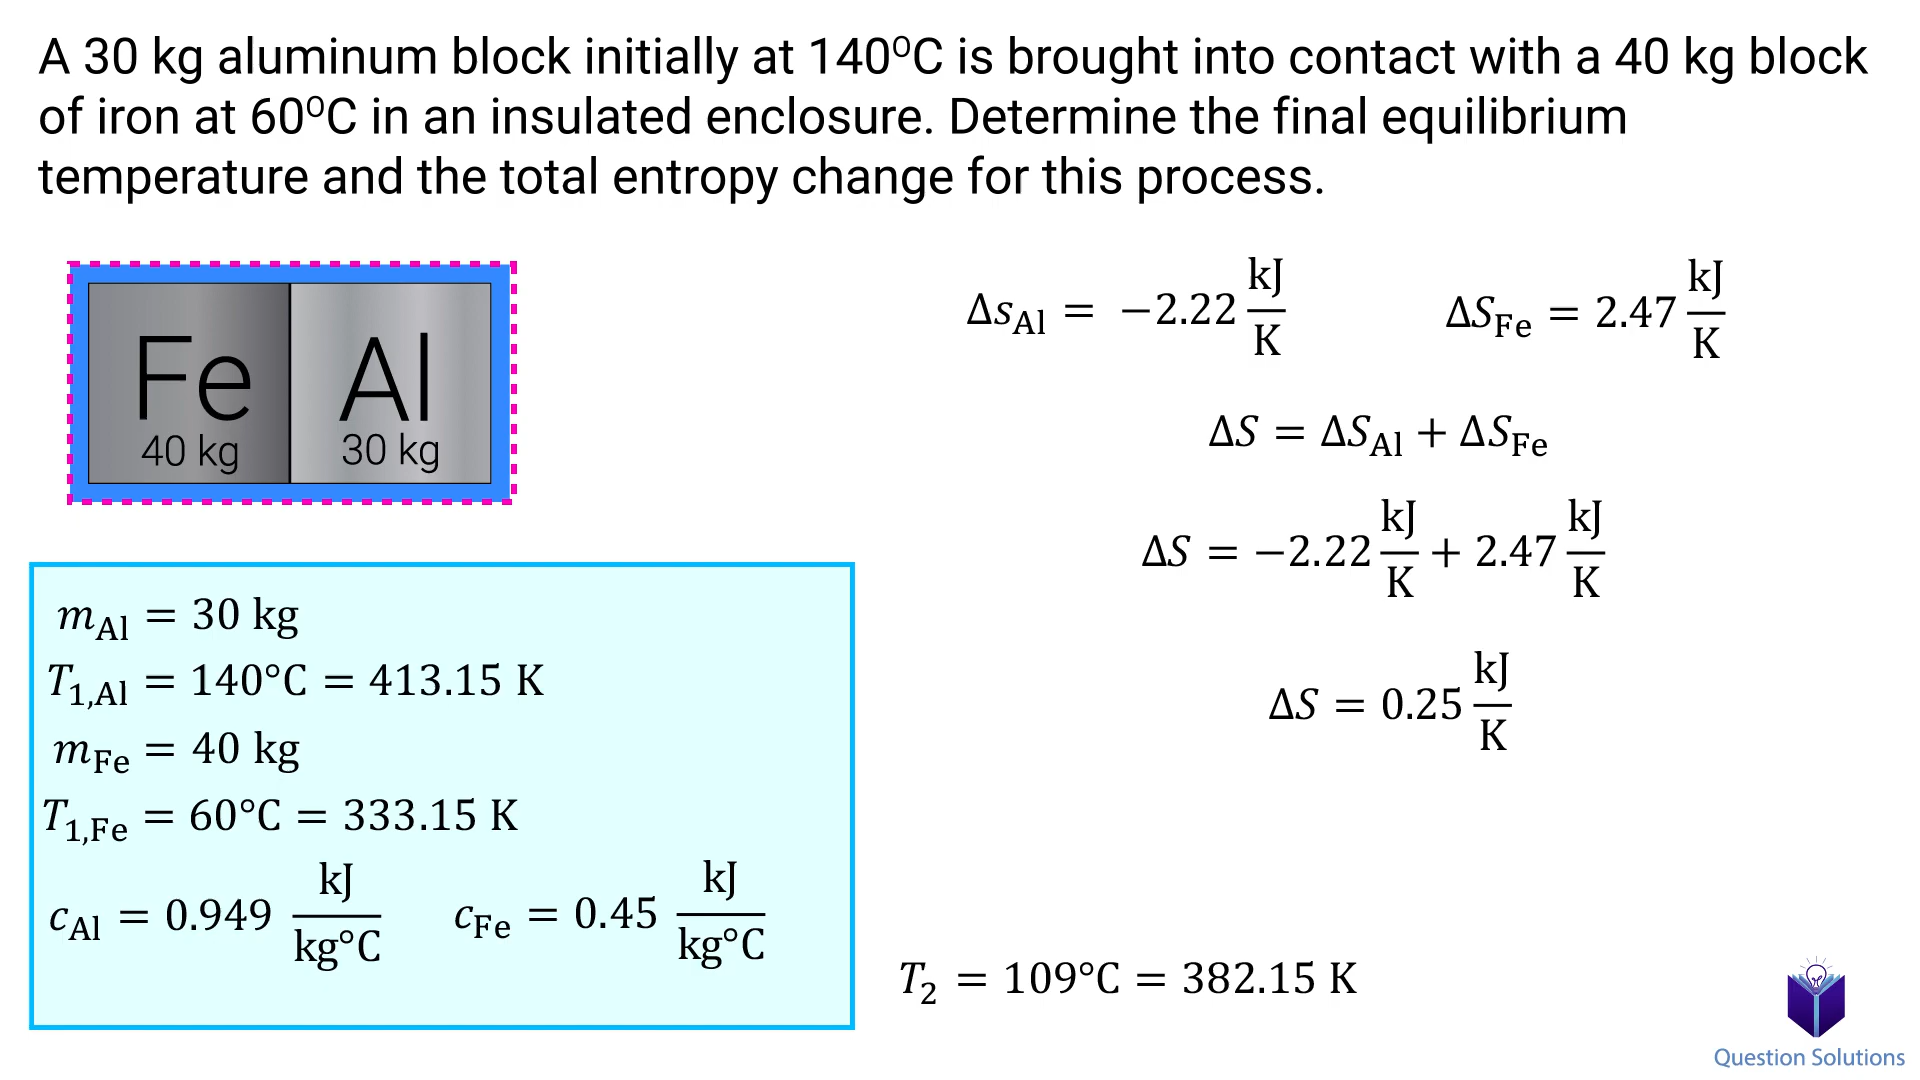 A 30 kg aluminum block initially at 140⁰C is brought into contact with a 40 kg block
of iron at 60⁰C in an insulated enclosure. Determine the final equilibrium
temperature and the total entropy change for this process.
Fe
40 kg
Al
30 kg
m_Al = 30 kg
T_1,Al = 140°C = 413.15 K
m_Fe = 40 kg
T_1,Fe = 60°C = 333.15 K
c_Al = 0.949 kJ/kg°C
c_Fe = 0.45 kJ/kg°C
Δs_Al = −2.22 kJ/K
ΔS_Fe = 2.47 kJ/K
ΔS = ΔS_Al + ΔS_Fe
ΔS = −2.22 kJ/K + 2.47 kJ/K
ΔS = 0.25 kJ/K
T_2 = 109°C = 382.15 K
Question Solutions